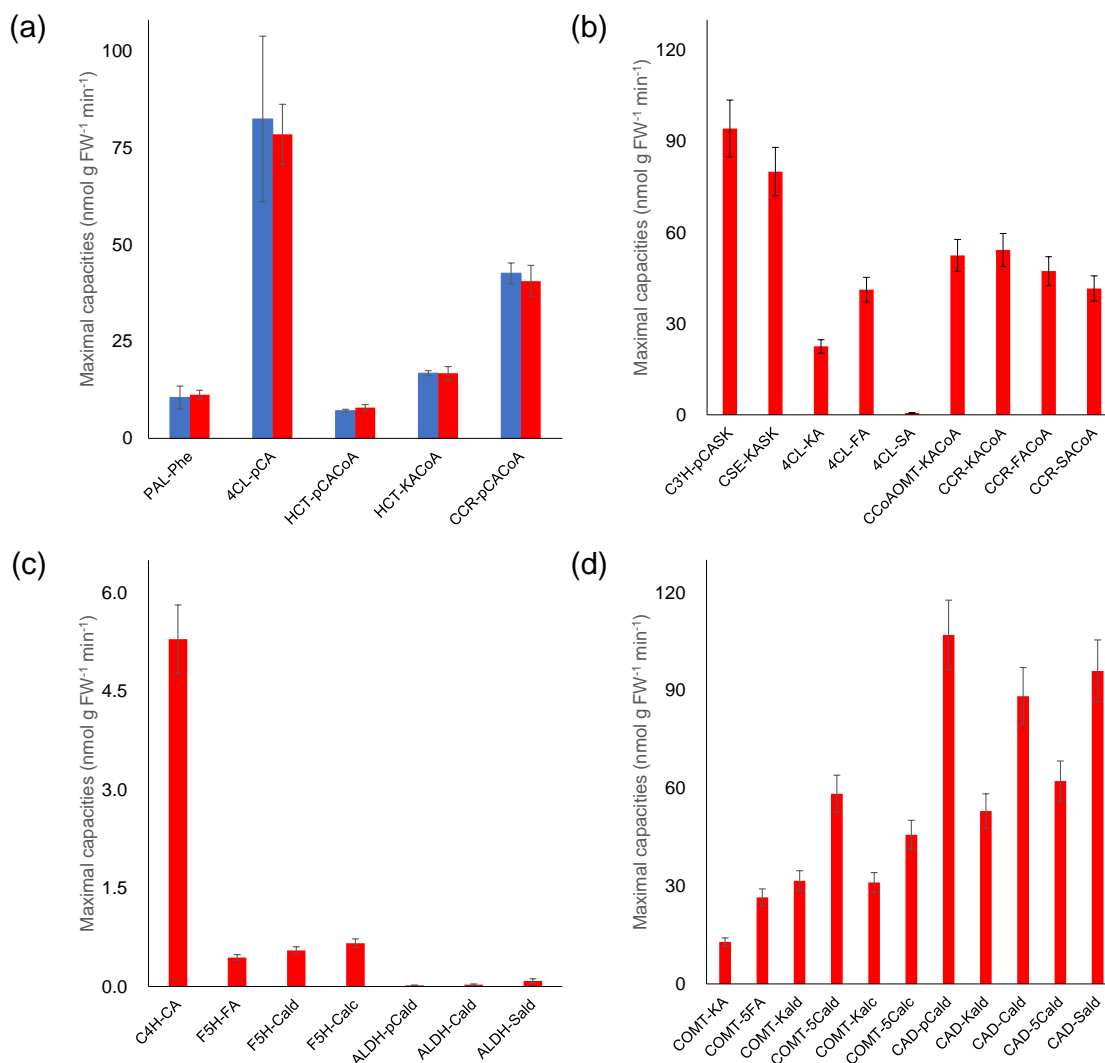 (a)
Maximal capacities (nmol g FW⁻¹ min⁻¹)
100
75
50
25
0
PAL-Phe
4CL-pCA
HCT-pCACoA
HCT-KACoA
CCR-pCACoA
(b)
Maximal capacities (nmol g FW⁻¹ min⁻¹)
120
90
60
30
0
C3'H-pCASK
CSE-KASK
4CL-KA
4CL-FA
4CL-SA
CCoAOMT-KACoA
CCR-KACoA
CCR-FACoA
CCR-SACoA
(c)
Maximal capacities (nmol g FW⁻¹ min⁻¹)
6.0
4.5
3.0
1.5
0.0
C4H-CA
F5H-FA
F5H-Cald
F5H-Calc
ALDH-pCald
ALDH-Cald
ALDH-Sald
(d)
Maximal capacities (nmol g FW⁻¹ min⁻¹)
120
90
60
30
0
COMT-KA
COMT-5FA
COMT-Kald
COMT-5Cald
COMT-Kalc
COMT-5Calc
CAD-pCald
CAD-Kald
CAD-Cald
CAD-5Cald
CAD-Sald